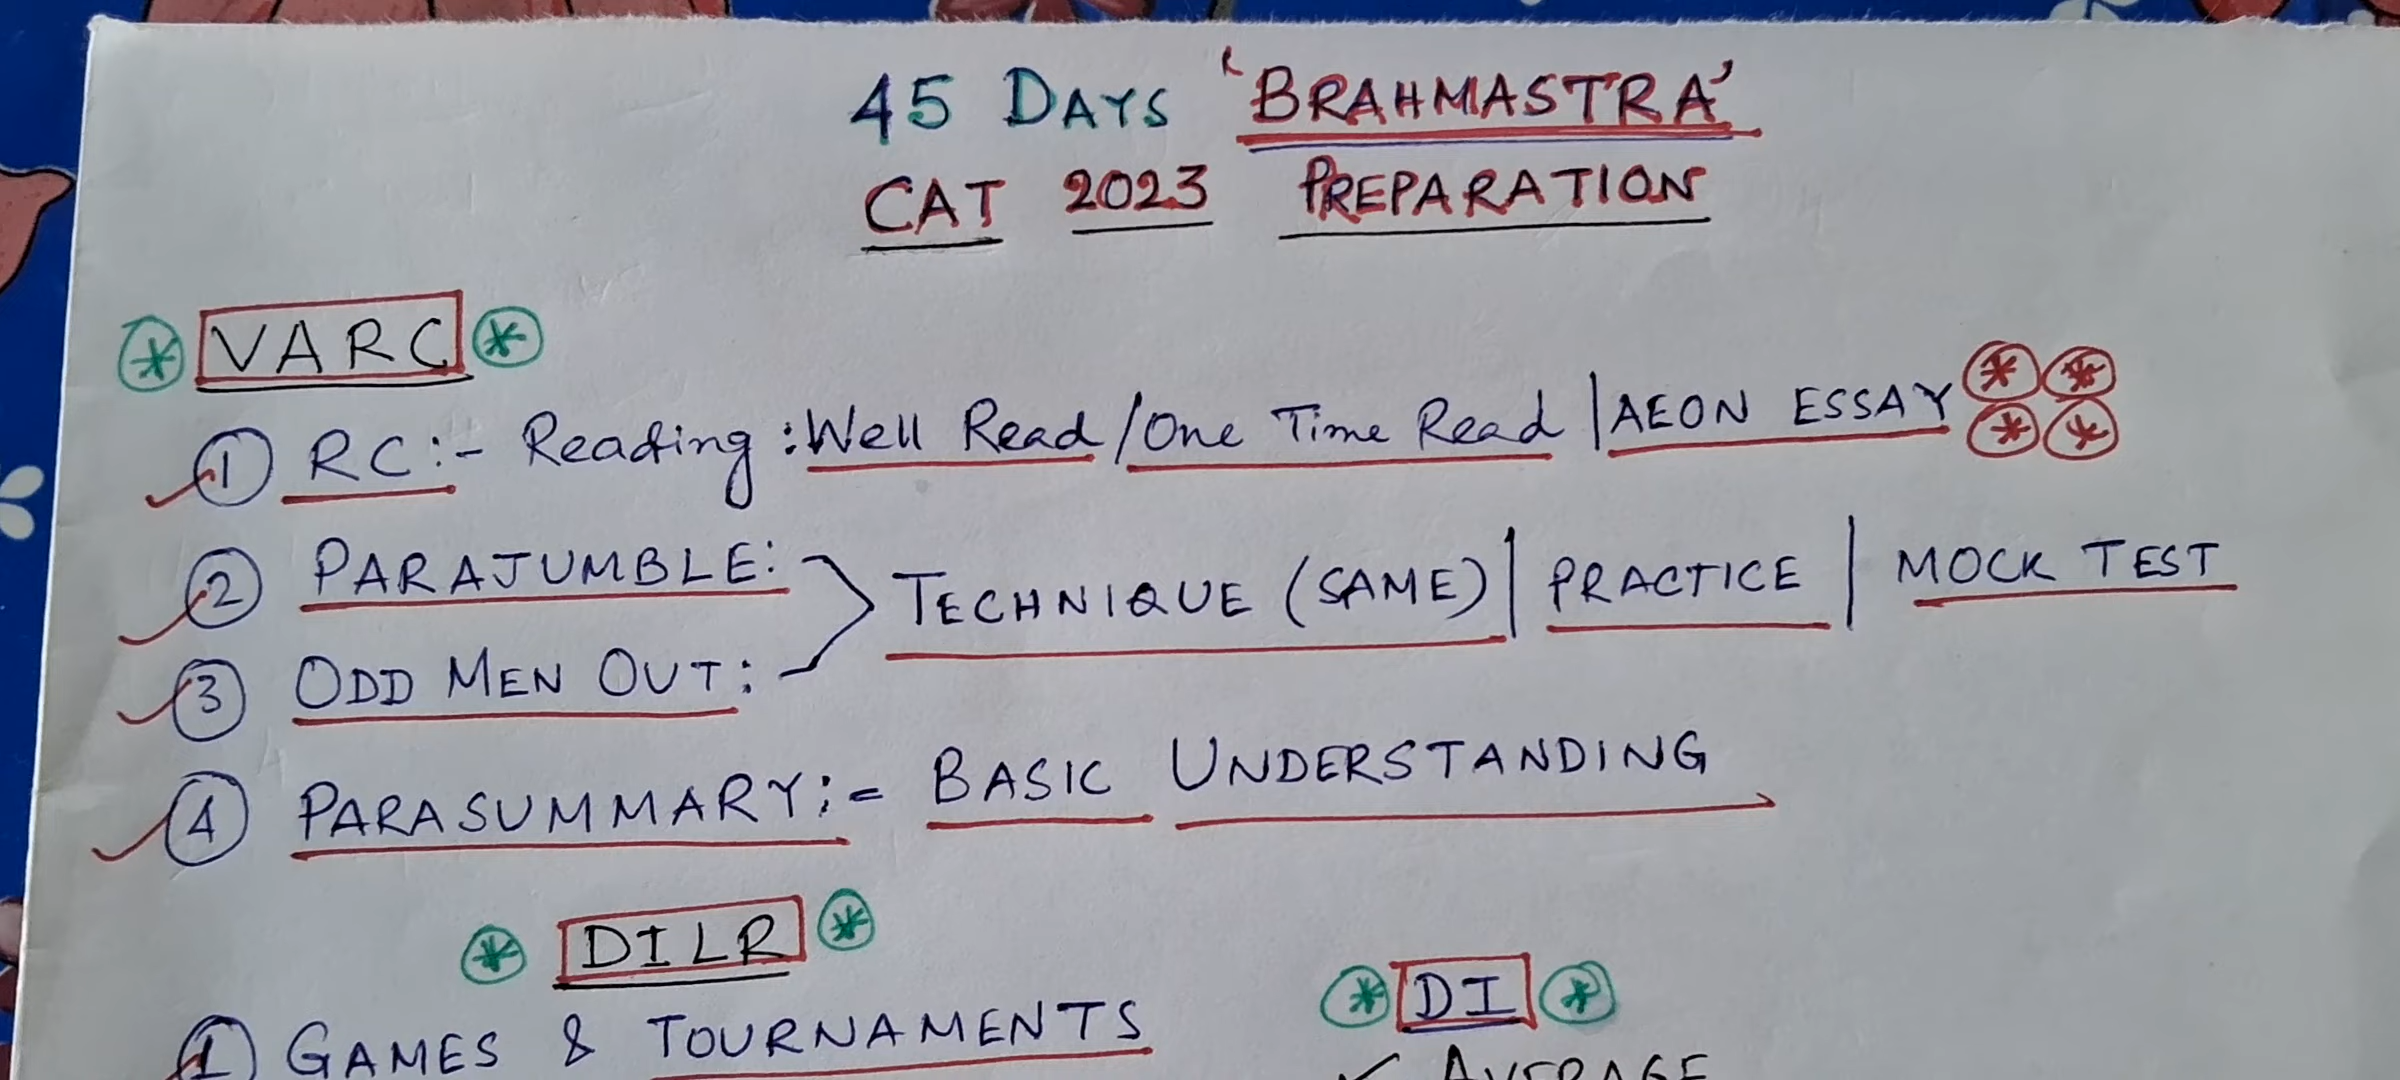 45 DAYS 'BRAHMASTRA'
CAT 2023 PREPARATION
* VARC *
① RC:- Reading: Well Read / One Time Read | AEON ESSAY * * * *
② PARAJUMBLE:
TECHNIQUE (SAME) | PRACTICE | MOCK TEST
③ ODD MEN OUT:
④ PARASUMMARY:- BASIC UNDERSTANDING
* DILR *
① GAMES & TOURNAMENTS
* DI *
✓ AVERAGE